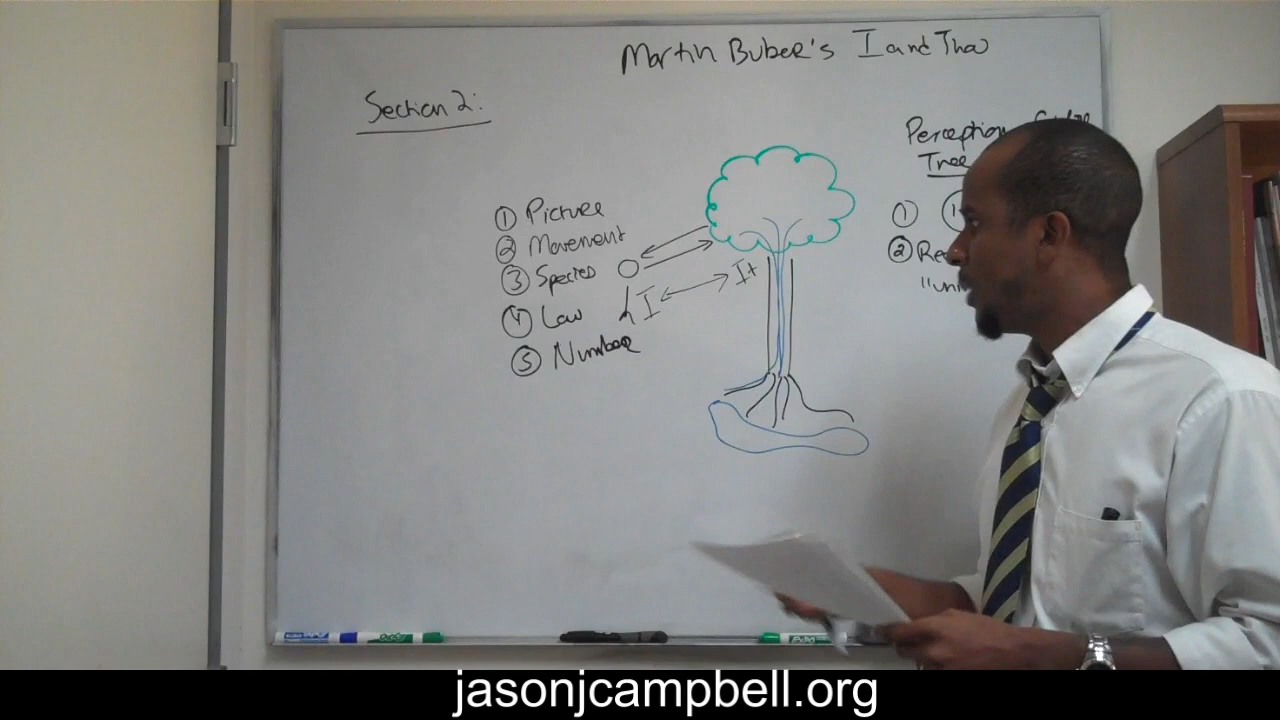 Martin Buber's I and Thou
Section 2:
① Picture
② Movement
③ Species
④ Law
⑤ Number
I
It
Perception
Tree
①
②
EXPO
jasonjcampbell.org